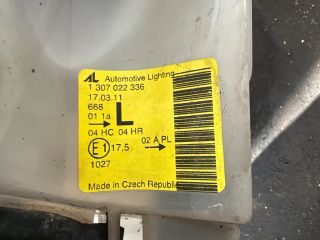 AL Automotive Lighting
1 307 022 336
17.03.11
668
01 1a L
04 HC 04 HR
E1 17,5 02 A PL
1027
Made in Czech Republic